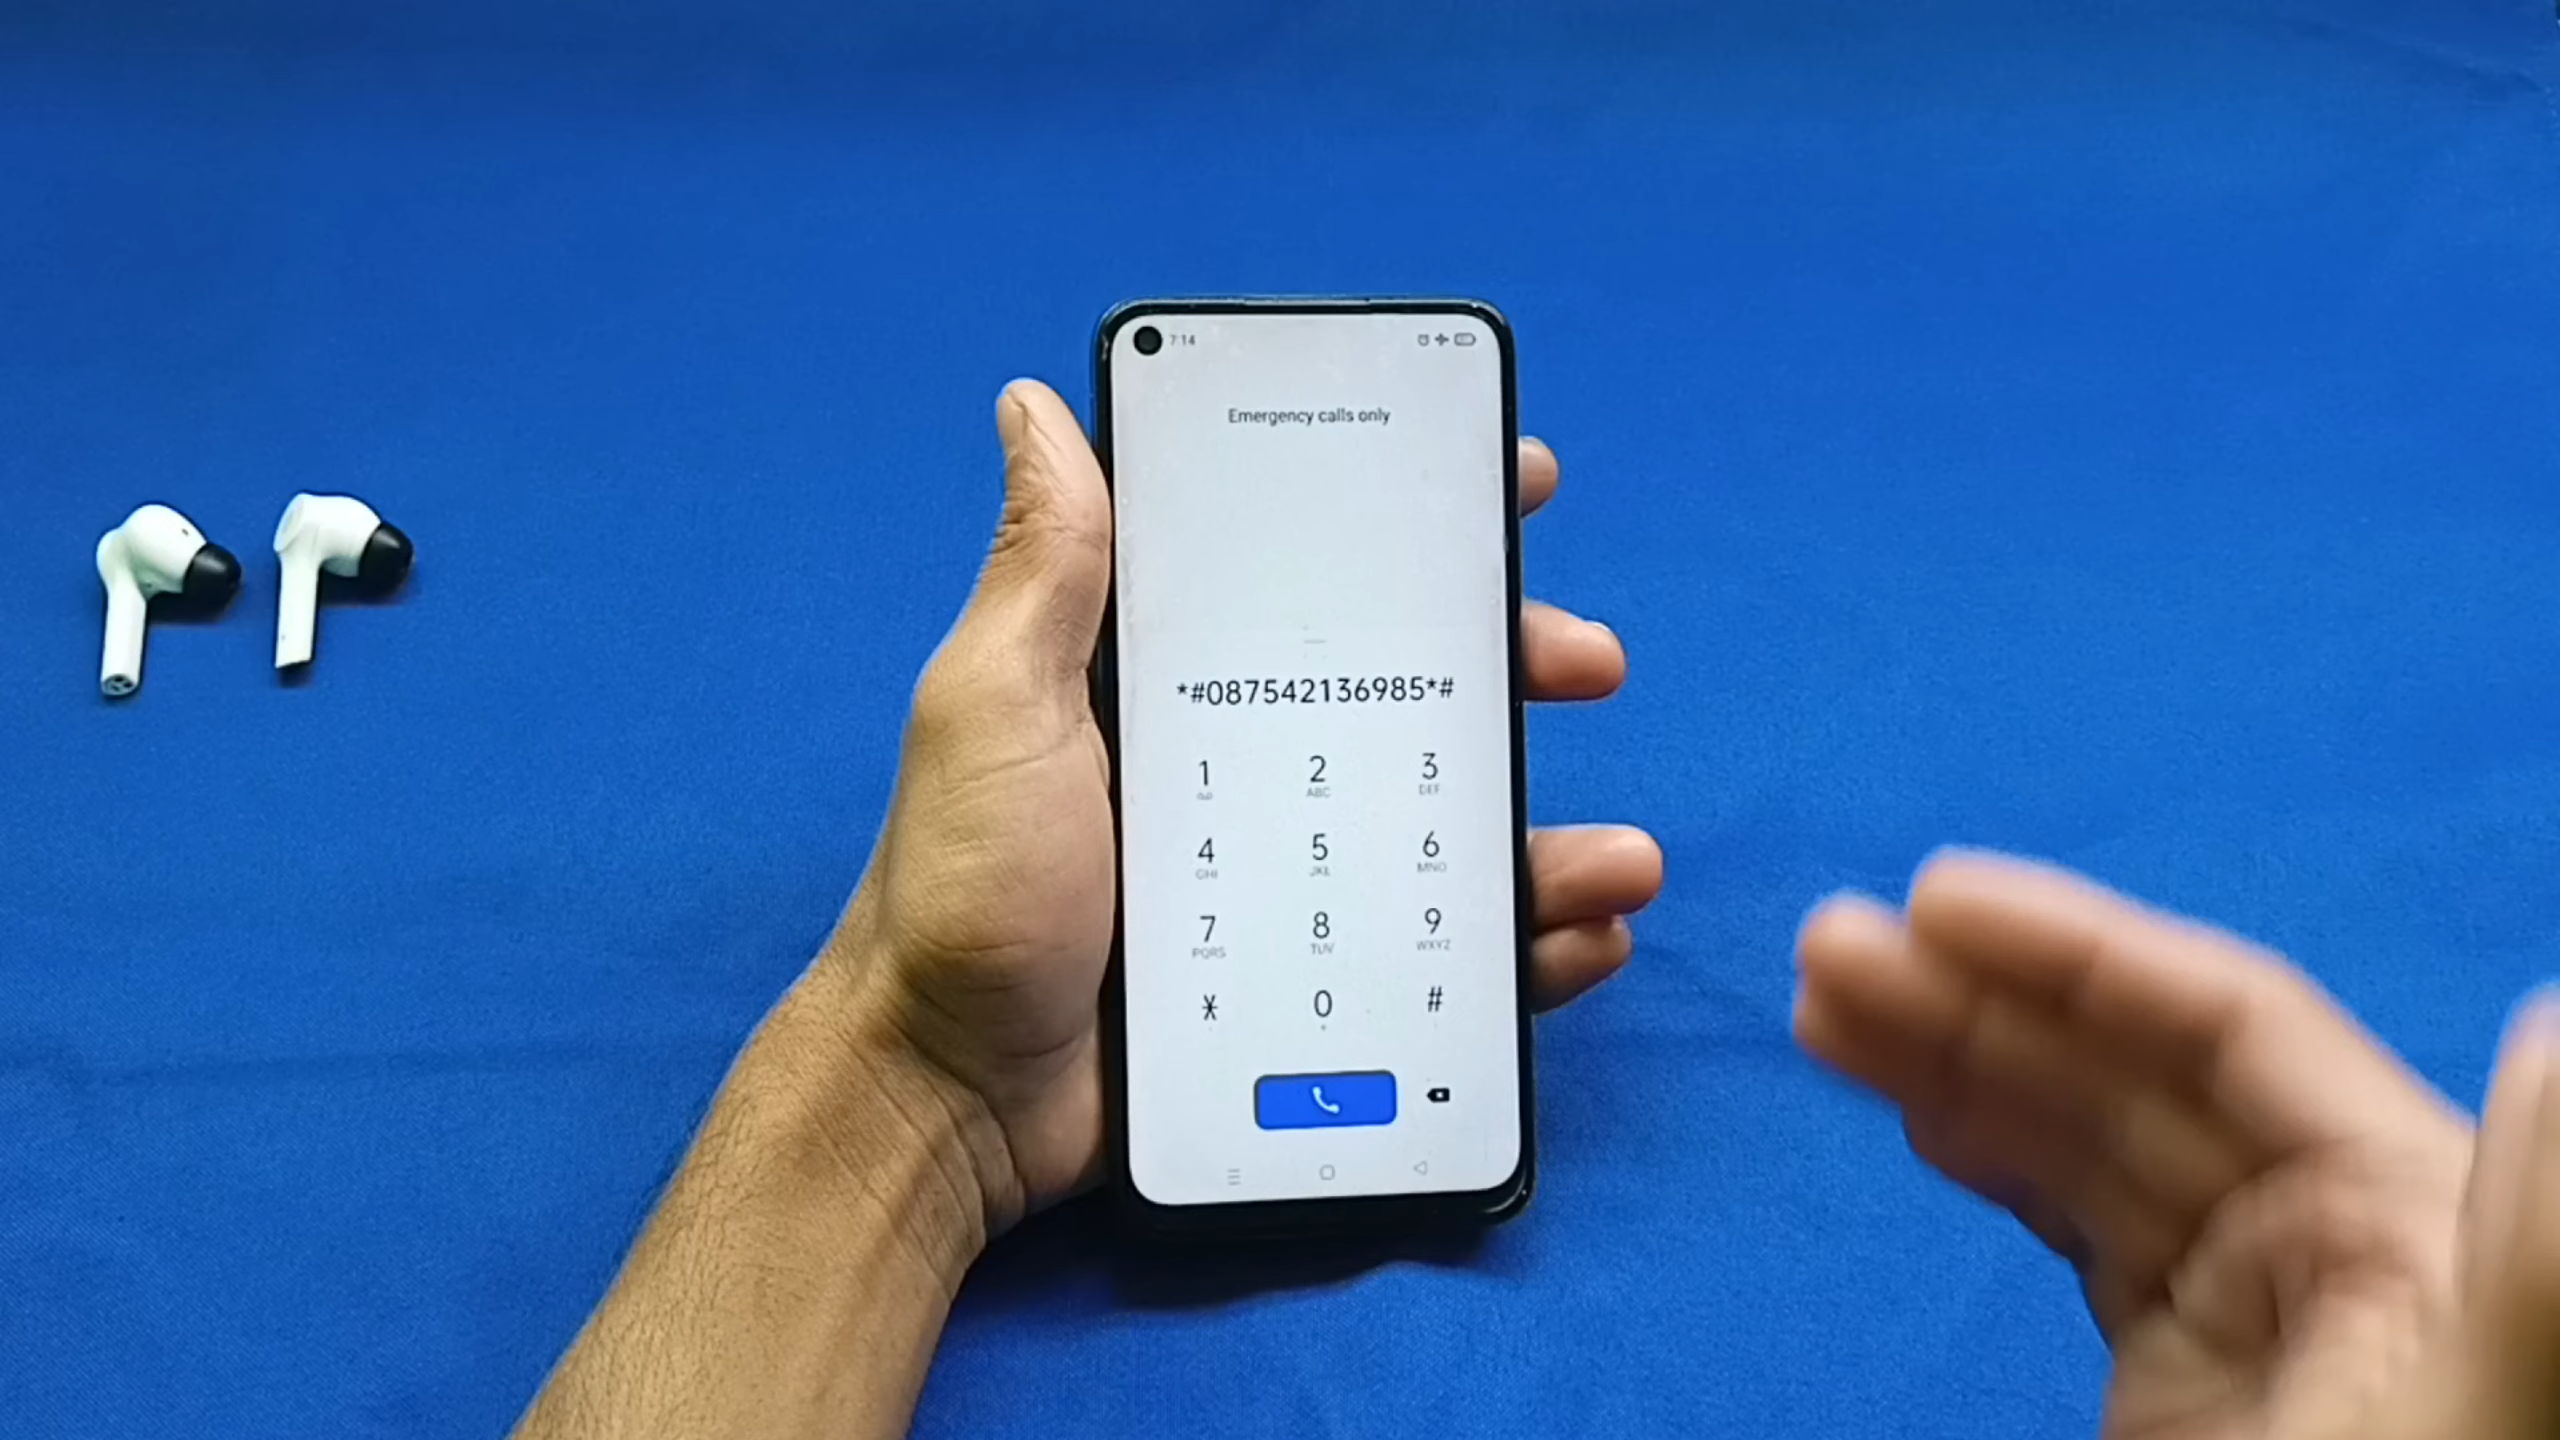 7:14
Emergency calls only
*#087542136985*#
1 2 3
ABC DEF
4 5 6
GHI JKL MNO
7 8 9
PQRS TUV WXYZ
* 0 #
+